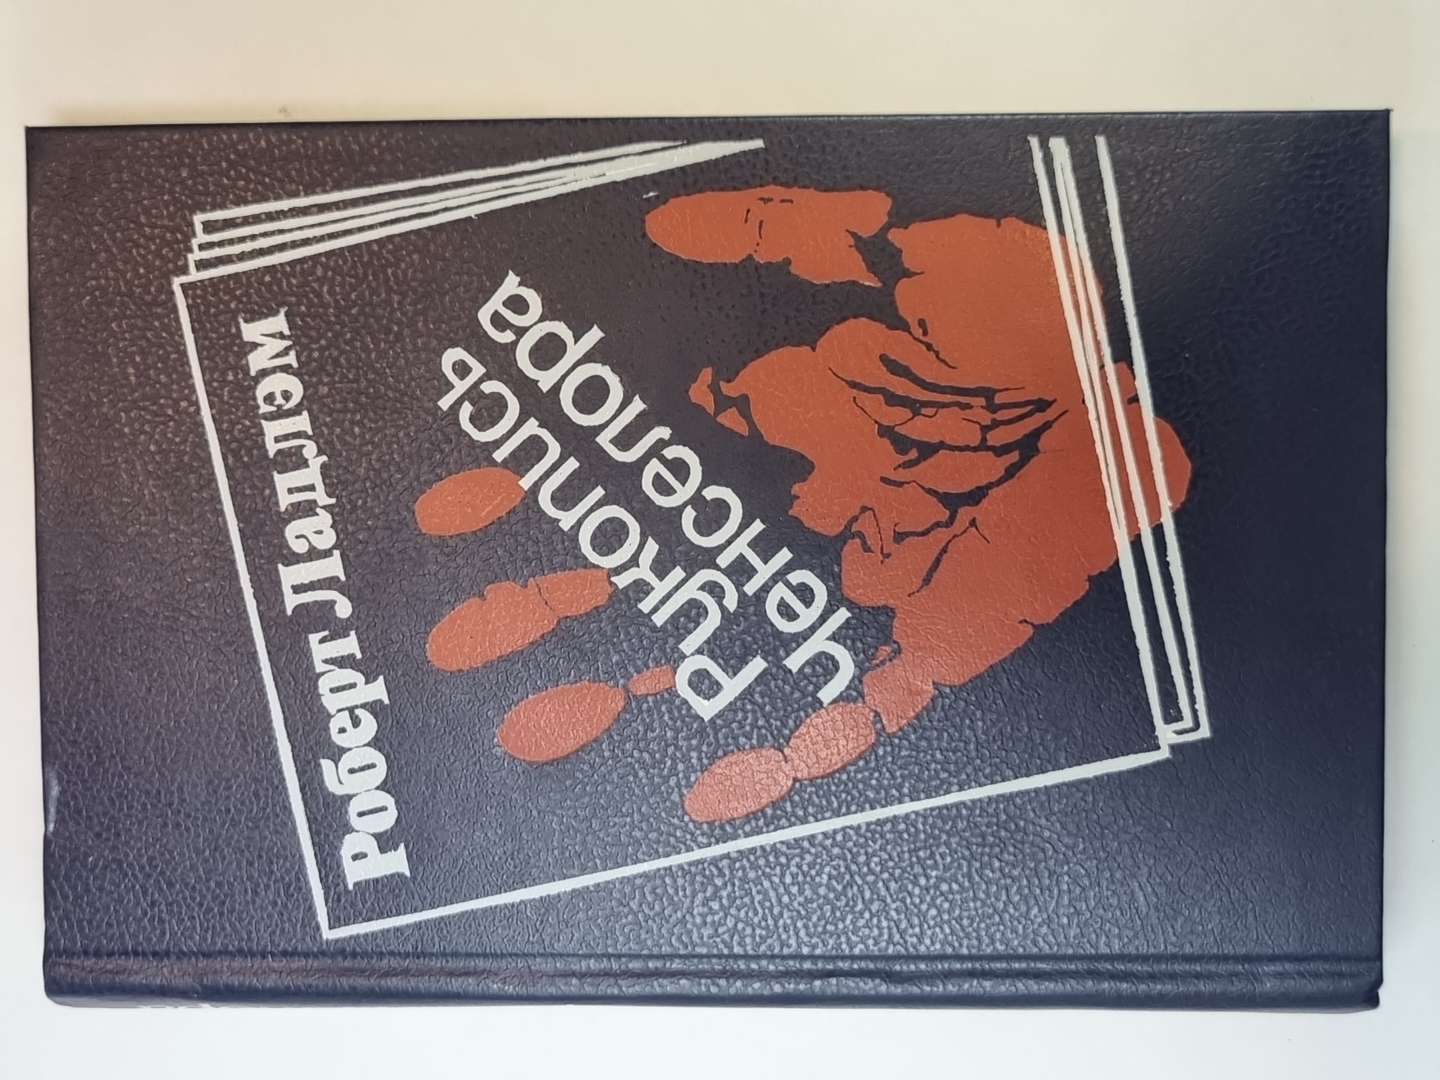 Роберт Ладлэм
Рукопись
Ченселора